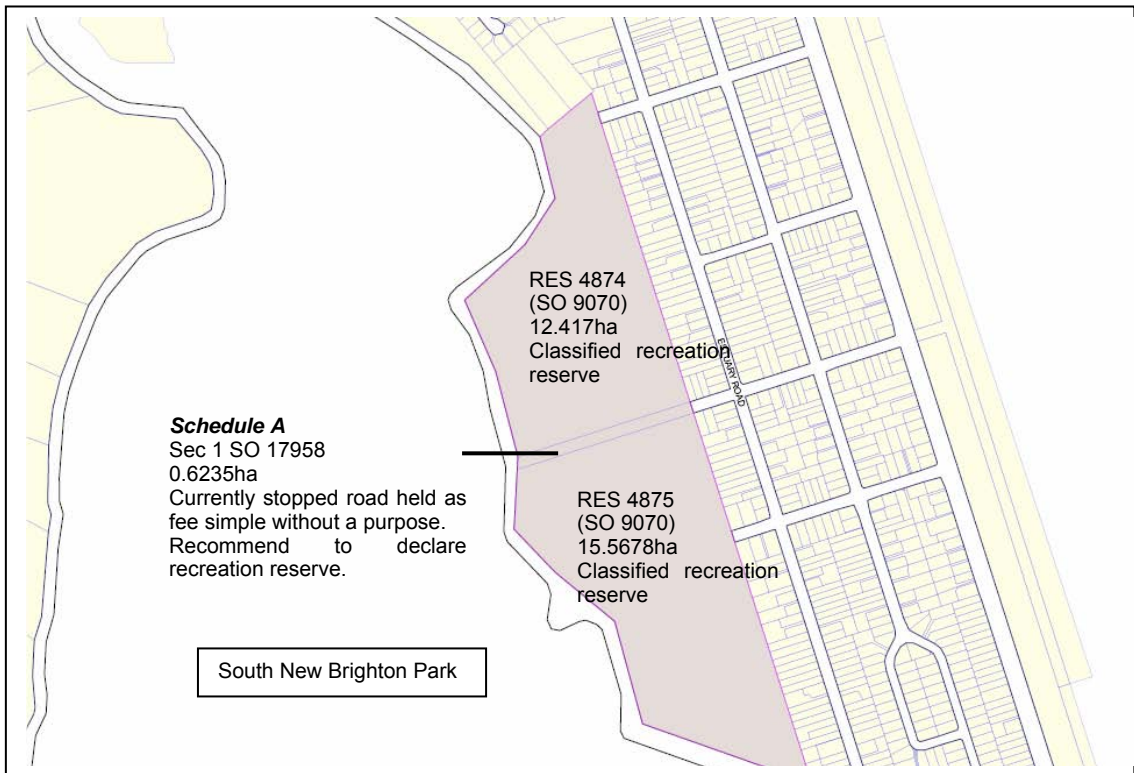 RES 4874
(SO 9070)
12.417ha
Classified recreation
reserve
ESTUARY ROAD
Schedule A
Sec 1 SO 17958
0.6235ha
Currently stopped road held as
fee simple without a purpose.
Recommend to declare
recreation reserve.
RES 4875
(SO 9070)
15.5678ha
Classified recreation
reserve
South New Brighton Park